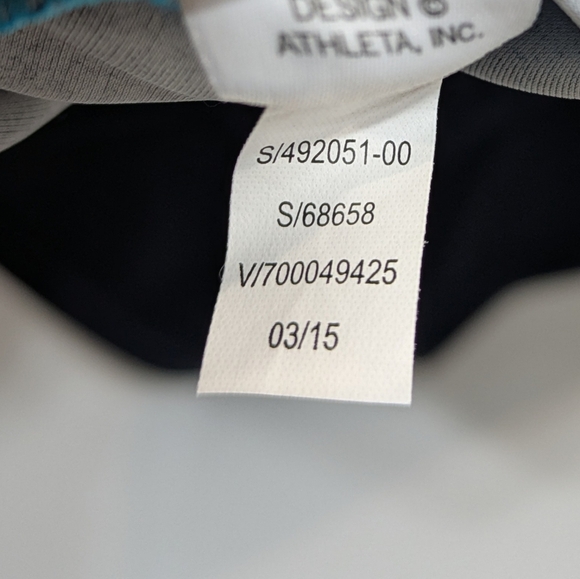 DESIGN ©
ATHLETA, INC.
S/492051-00
S/68658
V/700049425
03/15